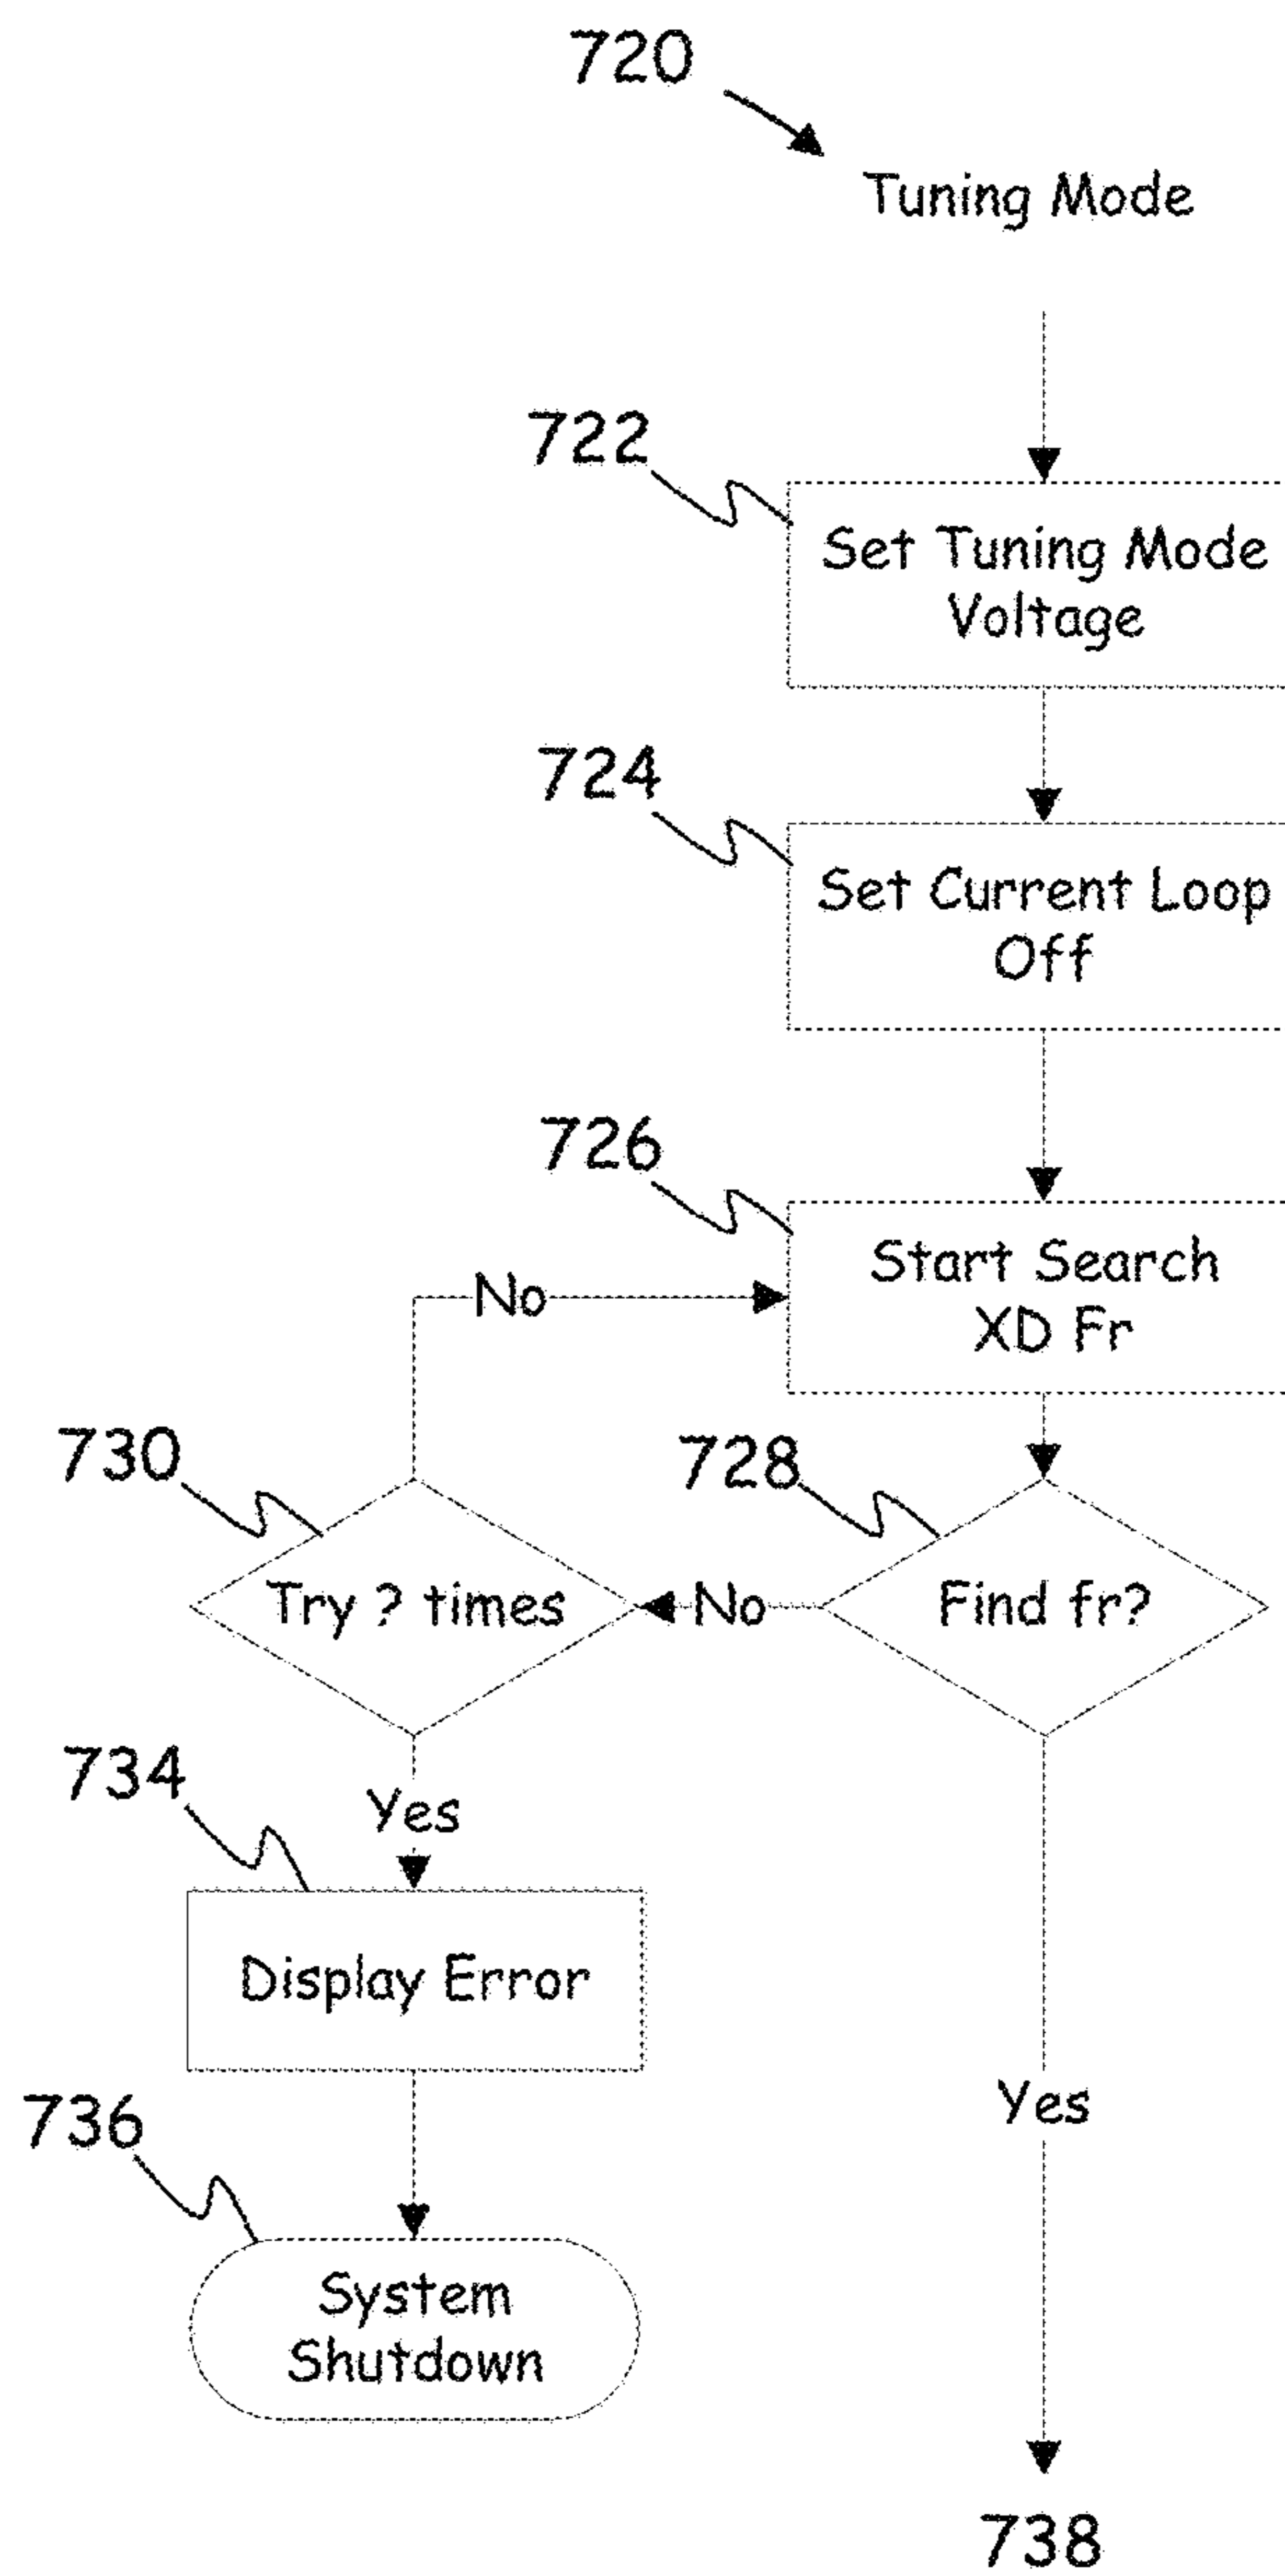 720
Tuning Mode
722
Set Tuning Mode
Voltage
724
Set Current Loop
Off
726
Start Search
XD Fr
No
730
728
Try ? times
No
Find fr?
734
Yes
Display Error
736
Yes
System
Shutdown
738